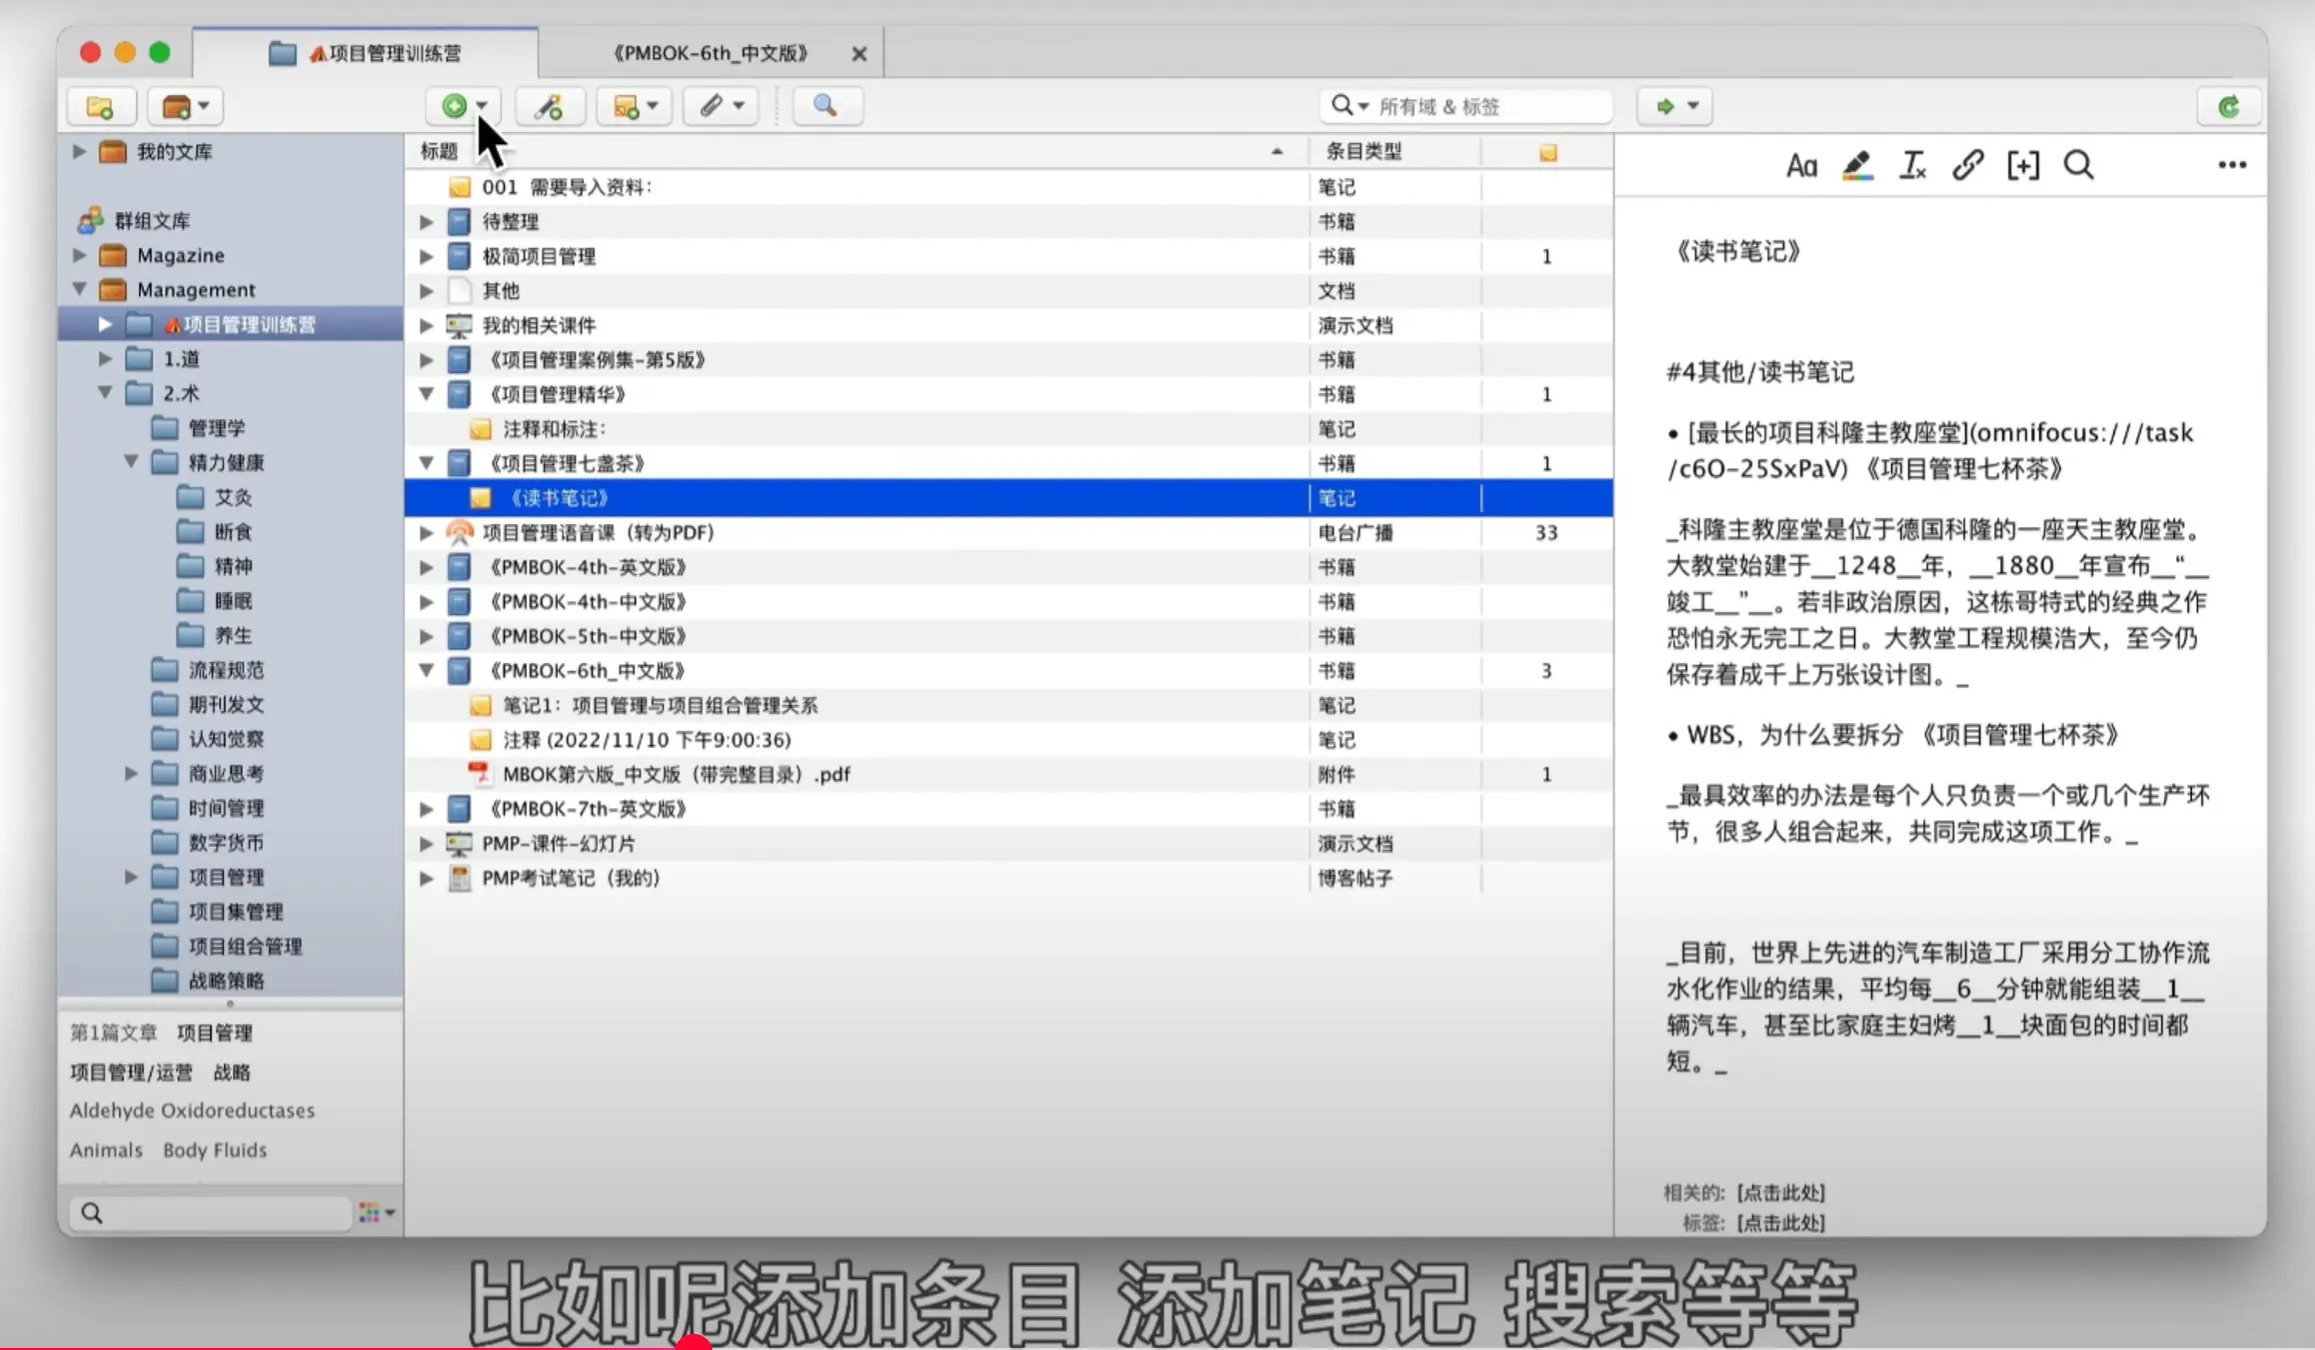 项目管理训练营
《PMBOK-6th_中文版》
所有域 & 标签
我的文库
群组文库
Magazine
Management
项目管理训练营
1.道
2.术
管理学
精力健康
艾灸
断食
精神
睡眠
养生
流程规范
期刊发文
认知觉察
商业思考
时间管理
数字货币
项目管理
项目集管理
项目组合管理
战略策略
第1篇文章 项目管理
项目管理/运营 战略
Aldehyde Oxidoreductases
Animals Body Fluids
标题 条目类型
001 需要导入资料： 笔记
待整理 书籍
极简项目管理 书籍 1
其他 文档
我的相关课件 演示文档
《项目管理案例集-第5版》 书籍
《项目管理精华》 书籍 1
注释和标注： 笔记
《项目管理七盏茶》 书籍 1
《读书笔记》 笔记
项目管理语音课（转为PDF） 电台广播 33
《PMBOK-4th-英文版》 书籍
《PMBOK-4th-中文版》 书籍
《PMBOK-5th-中文版》 书籍
《PMBOK-6th_中文版》 书籍 3
笔记1：项目管理与项目组合管理关系 笔记
注释 (2022/11/10 下午9:00:36) 笔记
MBOK第六版_中文版（带完整目录）.pdf 附件 1
《PMBOK-7th-英文版》 书籍
PMP-课件-幻灯片 演示文档
PMP考试笔记（我的） 博客帖子
Aa
《读书笔记》
#4其他/读书笔记
• [最长的项目科隆主教座堂](omnifocus:///task
/c6O-25SxPaV) 《项目管理七杯茶》
_科隆主教座堂是位于德国科隆的一座天主教座堂。
大教堂始建于__1248__年，__1880__年宣布__“__
竣工__”__。若非政治原因，这栋哥特式的经典之作
恐怕永无完工之日。大教堂工程规模浩大，至今仍
保存着成千上万张设计图。_
• WBS，为什么要拆分 《项目管理七杯茶》
_最具效率的办法是每个人只负责一个或几个生产环
节，很多人组合起来，共同完成这项工作。_
_目前，世界上先进的汽车制造工厂采用分工协作流
水化作业的结果，平均每__6__分钟就能组装__1__
辆汽车，甚至比家庭主妇烤__1__块面包的时间都
短。_
相关的: [点击此处]
标签: [点击此处]
比如呢添加条目 添加笔记 搜索等等